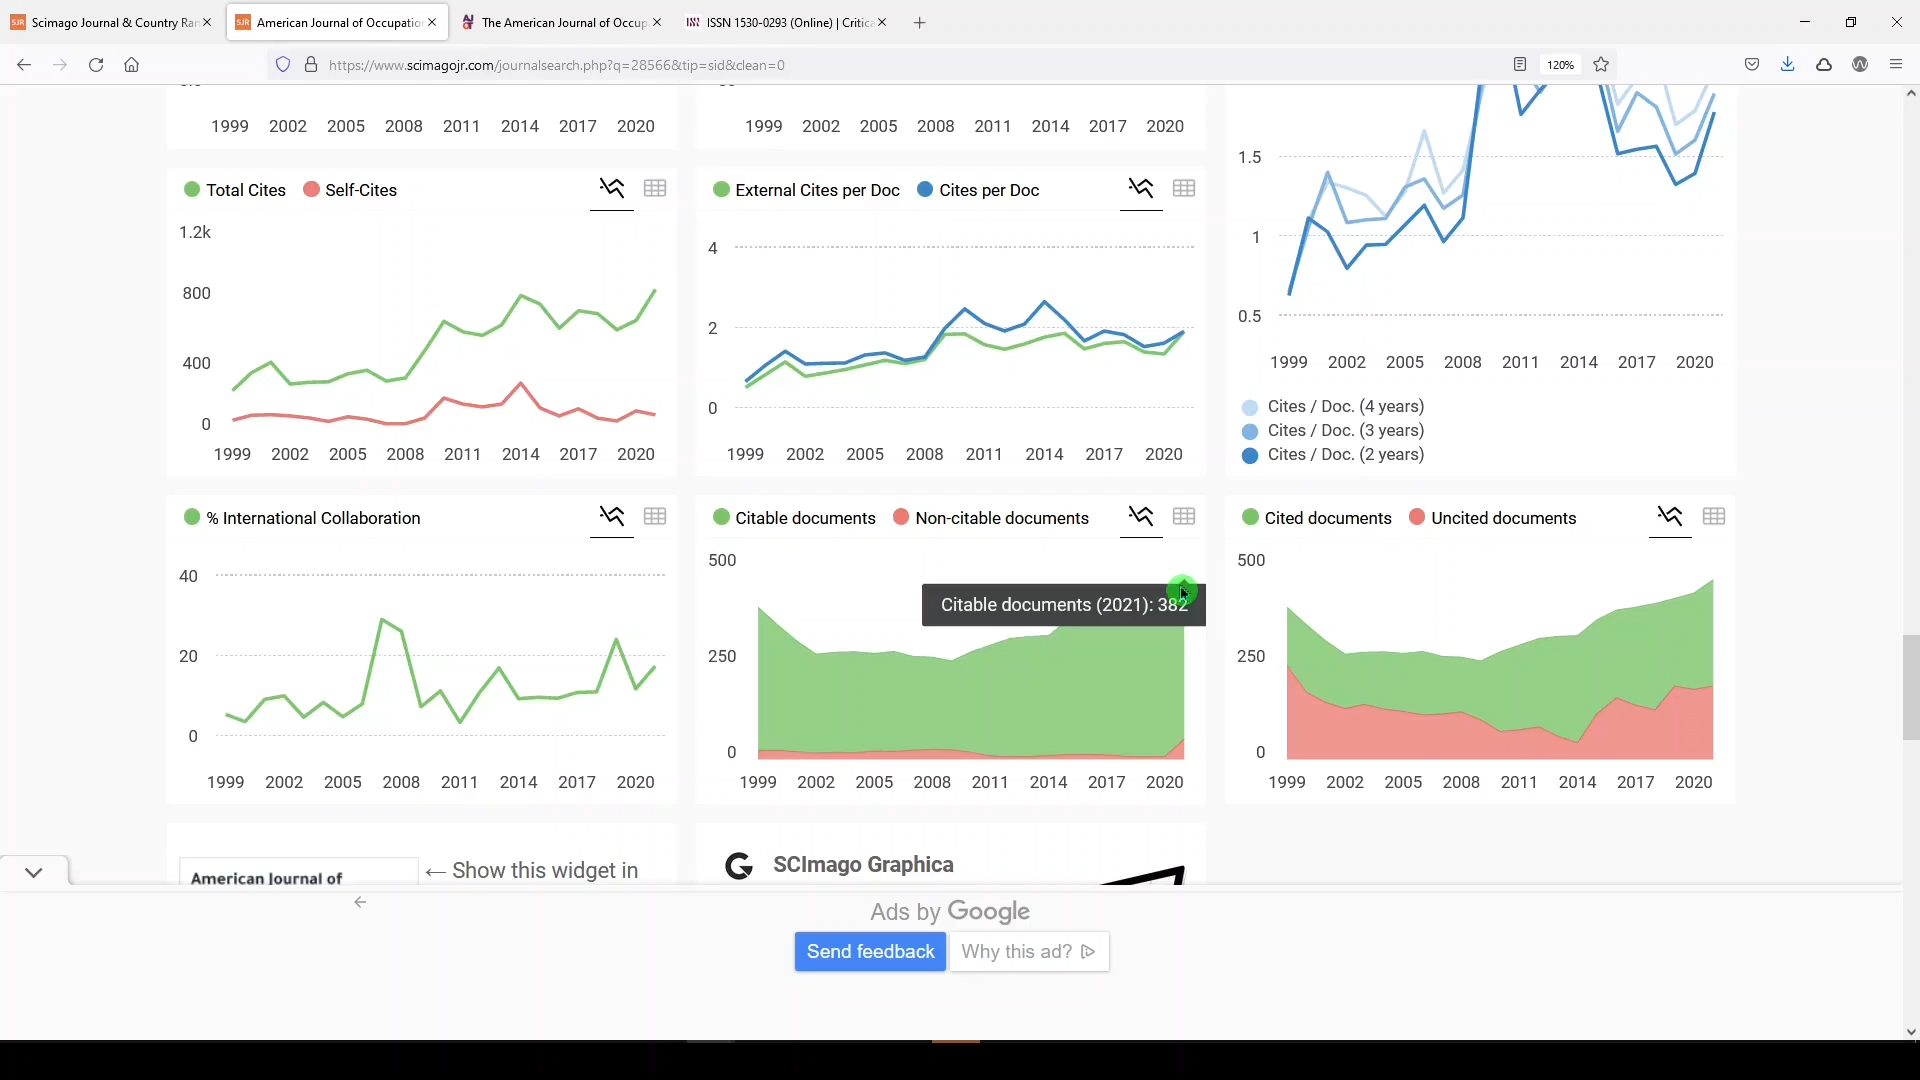 Scimago Journal & Country Ran
American Journal of Occupatio
The American Journal of Occup
ISSN 1530-0293 (Online) | Critica
https://www.scimagojr.com/journalsearch.php?q=28566&tip=sid&clean=0
120%
1999 2002 2005 2008 2011 2014 2017 2020
1999 2002 2005 2008 2011 2014 2017 2020
1.5
1
0.5
1999 2002 2005 2008 2011 2014 2017 2020
Cites / Doc. (4 years)
Cites / Doc. (3 years)
Cites / Doc. (2 years)
Total Cites Self-Cites
1.2k
800
400
0
1999 2002 2005 2008 2011 2014 2017 2020
External Cites per Doc Cites per Doc
4
2
0
1999 2002 2005 2008 2011 2014 2017 2020
% International Collaboration
40
20
0
1999 2002 2005 2008 2011 2014 2017 2020
Citable documents Non-citable documents
500
Citable documents (2021): 382
250
0
1999 2002 2005 2008 2011 2014 2017 2020
Cited documents Uncited documents
500
250
0
1999 2002 2005 2008 2011 2014 2017 2020
American Journal of
← Show this widget in
SCImago Graphica
Ads by Google
Send feedback
Why this ad?